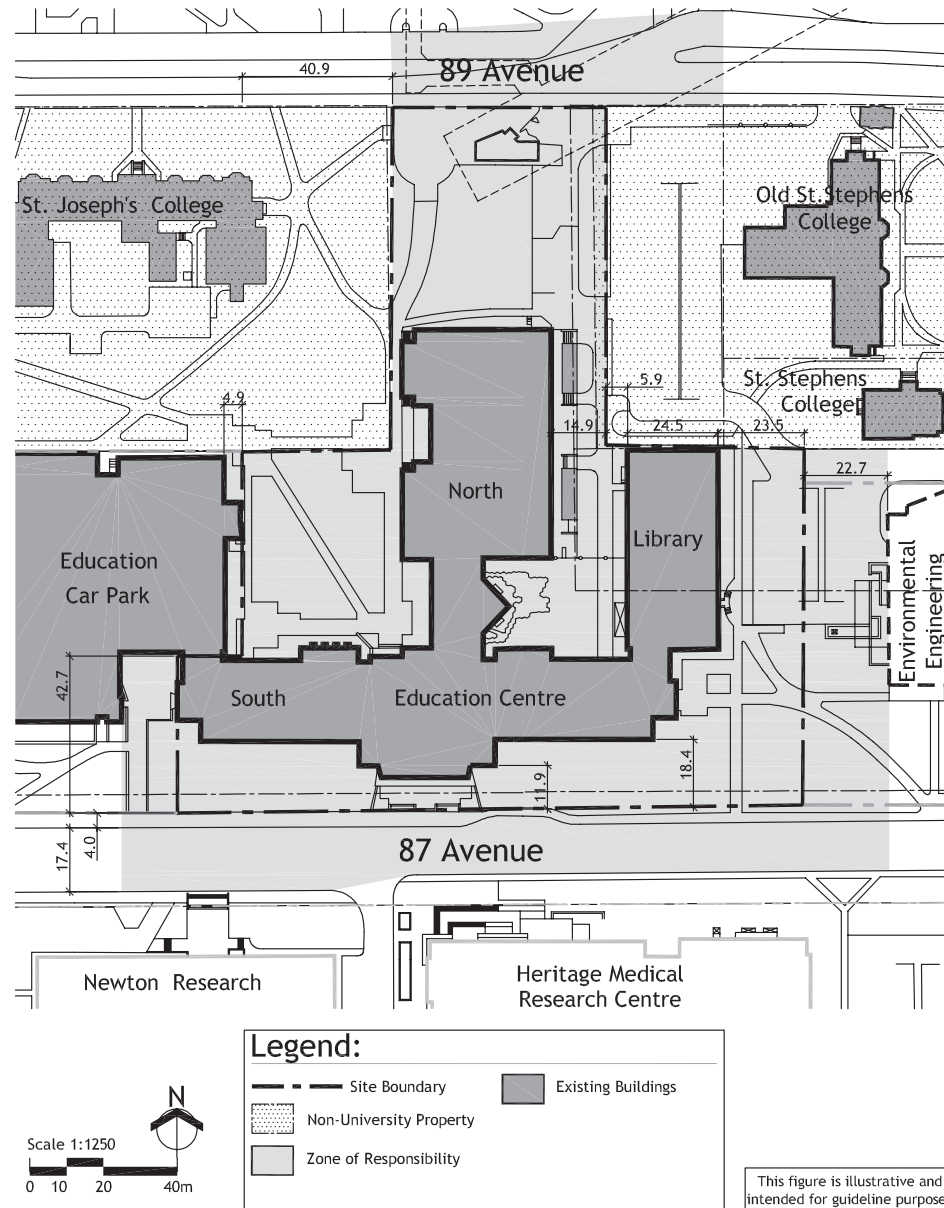 40.9
89 Avenue
St. Joseph's College
Old St. Stephens
College
St. Stephens
College
4.9
5.9
14.9
24.5
23.5
22.7
North
Library
Education
Car Park
Environmental
Engineering
South
Education Centre
42.7
11.9
18.4
17.4
4.0
87 Avenue
Newton Research
Heritage Medical
Research Centre
Legend:
Site Boundary
Existing Buildings
Non-University Property
Zone of Responsibility
N
Scale 1:1250
0 10 20 40m
This figure is illustrative and
intended for guideline purpose